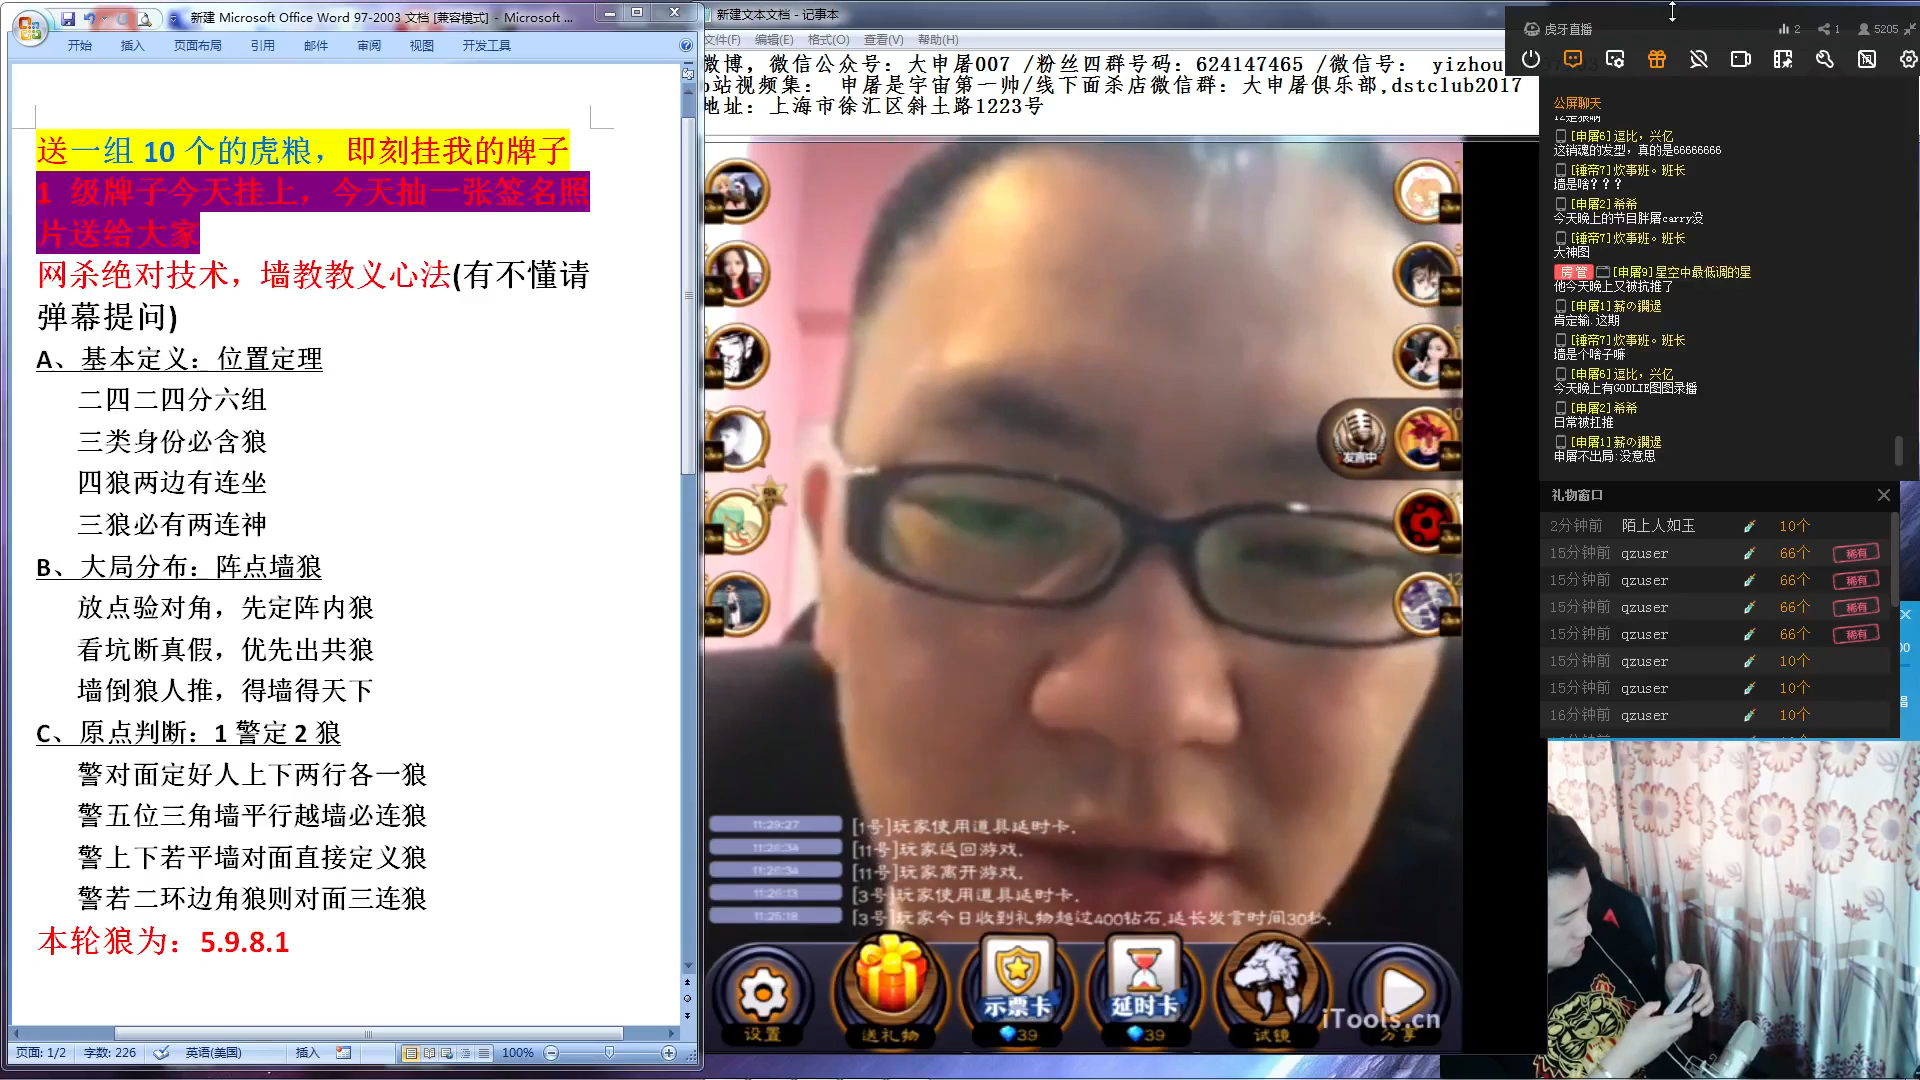 新建 Microsoft Office Word 97-2003 文档 [兼容模式] - Microsoft ...
开始 插入 页面布局 引用 邮件 审阅 视图 开发工具
送一组 10 个的虎粮，即刻挂我的牌子
1 级牌子今天挂上，今天抽一张签名照
片送给大家
网杀绝对技术，墙教教义心法(有不懂请
弹幕提问)
A、基本定义：位置定理
二四二四分六组
三类身份必含狼
四狼两边有连坐
三狼必有两连神
B、大局分布：阵点墙狼
放点验对角，先定阵内狼
看坑断真假，优先出共狼
墙倒狼人推，得墙得天下
C、原点判断：1 警定 2 狼
警对面定好人上下两行各一狼
警五位三角墙平行越墙必连狼
警上下若平墙对面直接定义狼
警若二环边角狼则对面三连狼
本轮狼为：5.9.8.1
页面: 1/2 字数: 226 英语(美国) 插入 100%
新建文本文档 - 记事本
文件(F) 编辑(E) 格式(O) 查看(V) 帮助(H)
微博，微信公众号：大申屠007 /粉丝四群号码：624147465 /微信号： yizhou
b站视频集： 申屠是宇宙第一帅/线下面杀店微信群：大申屠俱乐部,dstclub2017
地址：上海市徐汇区斜土路1223号
发言中
11:29:27 [1号]玩家使用道具延时卡.
11:26:34 [11号]玩家返回游戏.
11:26:34 [11号]玩家离开游戏.
11:26:13 [3号]玩家使用道具延时卡.
11:25:18 [3号]玩家今日收到礼物超过400钻石,延长发言时间30秒.
设置 送礼物 示票卡 39 延时卡 39 试镜 分享
iTools.cn
虎牙直播 2 1 5205
公屏聊天
12是狼啊
[申屠6]逗比，兴亿
这销魂的发型，真的是66666666
[锤帝7]炊事班。班长
墙是啥？？？
[申屠2]希希
今天晚上的节目胖屠carry没
[锤帝7]炊事班。班长
大神图
房管 [申屠9]星空中最低调的星
他今天晚上又被抗推了
[申屠1]
肯定输.这期
[锤帝7]炊事班。班长
墙是个啥子嘛
[申屠6]逗比，兴亿
今天晚上有GODLIE图图录播
[申屠2]希希
日常被扛推
[申屠1]
申屠不出局.没意思
礼物窗口
2分钟前 陌上人如玉 10个
15分钟前 qzuser 66个 稀有
15分钟前 qzuser 66个 稀有
15分钟前 qzuser 66个 稀有
15分钟前 qzuser 66个 稀有
15分钟前 qzuser 10个
15分钟前 qzuser 10个
16分钟前 qzuser 10个